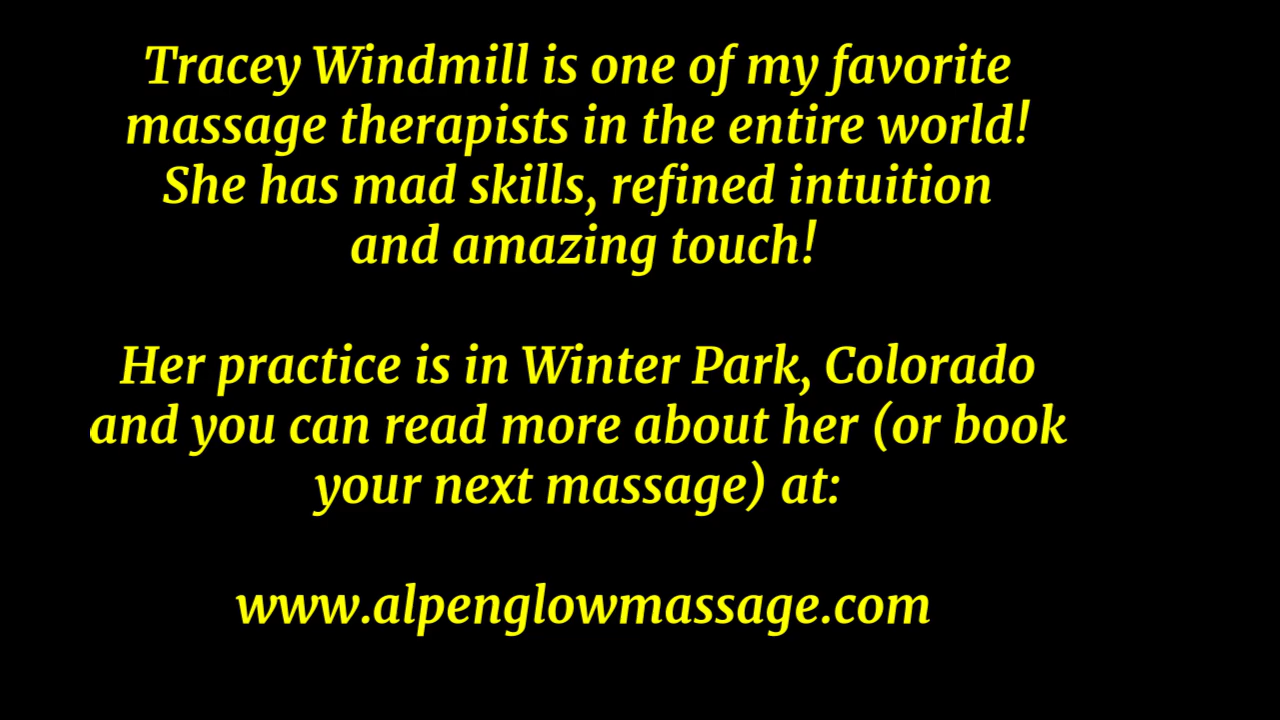 Tracey Windmill is one of my favorite
massage therapists in the entire world!
She has mad skills, refined intuition
and amazing touch!
Her practice is in Winter Park, Colorado
and you can read more about her (or book
your next massage) at:
www.alpenglowmassage.com